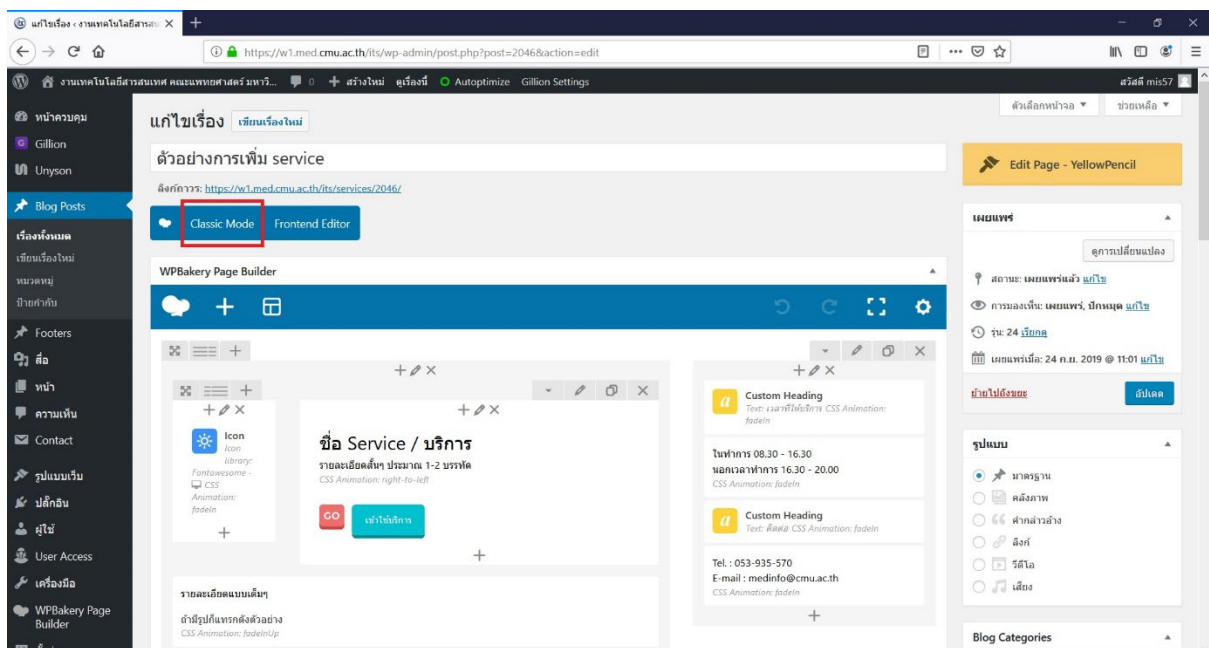 แก้ไขเรื่อง ‹ งานเทคโนโลยีสารสน
https://w1.med.cmu.ac.th/its/wp-admin/post.php?post=2046&action=edit
งานเทคโนโลยีสารสนเทศ คณะแพทยศาสตร์ มหาวิ... 0 + สร้างใหม่ ดูเรื่องนี้ Autoptimize Gillion Settings สวัสดี mis57
ตัวเลือกหน้าจอ ช่วยเหลือ
หน้าควบคุม
Gillion
Unyson
Blog Posts
เรื่องทั้งหมด
เขียนเรื่องใหม่
หมวดหมู่
ป้ายกำกับ
Footers
สื่อ
หน้า
ความเห็น
Contact
รูปแบบเว็บ
ปลั๊กอิน
ผู้ใช้
User Access
เครื่องมือ
WPBakery Page
Builder
แก้ไขเรื่อง เขียนเรื่องใหม่
ตัวอย่างการเพิ่ม service
ลิงก์ถาวร: https://w1.med.cmu.ac.th/its/services/2046/
Classic Mode Frontend Editor
WPBakery Page Builder
Icon
Icon
library:
Fontawesome -
CSS
Animation:
fadeIn
ชื่อ Service / บริการ
รายละเอียดสั้นๆ ประมาณ 1-2 บรรทัด
CSS Animation: right-to-left
GO เข้าใช้บริการ
รายละเอียดแบบเต็มๆ
ถ้ามีรูปก็แทรกดังตัวอย่าง
CSS Animation: fadeInUp
Custom Heading
Text: เวลาที่ให้บริการ CSS Animation:
fadeIn
ในทำการ 08.30 - 16.30
นอกเวลาทำการ 16.30 - 20.00
CSS Animation: fadeIn
Custom Heading
Text: ติดต่อ CSS Animation: fadeIn
Tel. : 053-935-570
E-mail : medinfo@cmu.ac.th
CSS Animation: fadeIn
Edit Page - YellowPencil
เผยแพร่
ดูการเปลี่ยนแปลง
สถานะ: เผยแพร่แล้ว แก้ไข
การมองเห็น: เผยแพร่, ปักหมุด แก้ไข
รุ่น: 24 เรียกดู
เผยแพร่เมื่อ: 24 ก.ย. 2019 @ 11:01 แก้ไข
ย้ายไปถังขยะ อัปเดต
รูปแบบ
มาตรฐาน
คลังภาพ
คำกล่าวอ้าง
ลิงก์
วีดีโอ
เสียง
Blog Categories